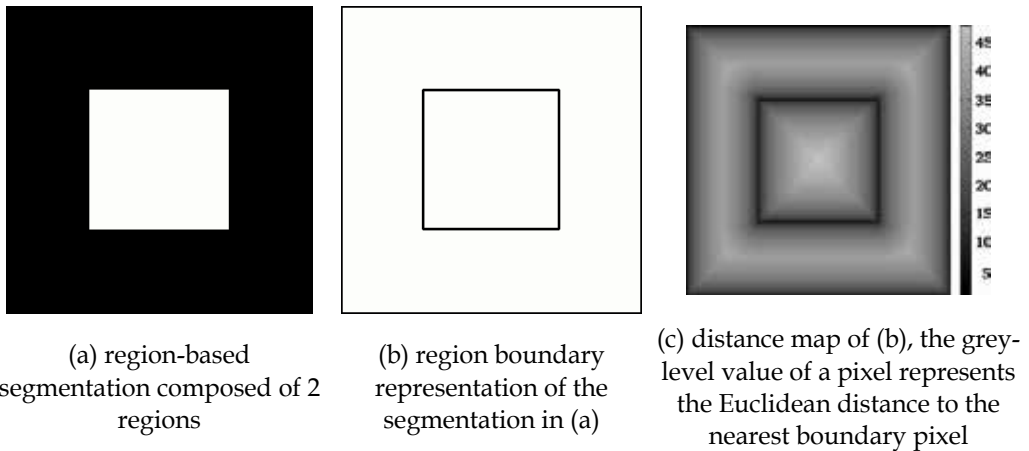 45
40
35
30
25
20
15
10
5
(a) region-based
segmentation composed of 2
regions
(b) region boundary
representation of the
segmentation in (a)
(c) distance map of (b), the grey-
level value of a pixel represents
the Euclidean distance to the
nearest boundary pixel